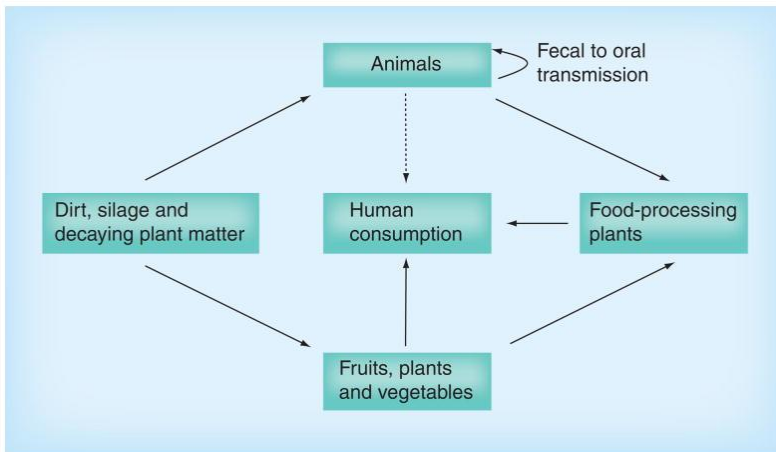 Animals
Fecal to oral
transmission
Dirt, silage and
decaying plant matter
Human
consumption
Food-processing
plants
Fruits, plants
and vegetables